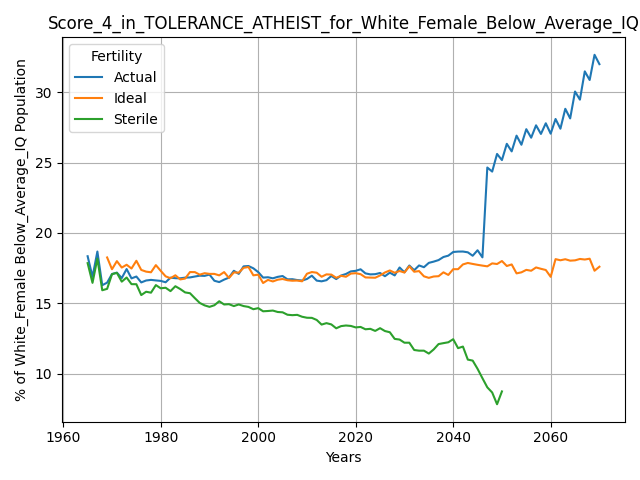 Score_4_in_TOLERANCE_ATHEIST_for_White_Female_Below_Average_IQ
Fertility
Actual
Ideal
Sterile
% of White_Female Below_Average_IQ Population
30
25
20
15
10
1960
1980
2000
2020
2040
2060
Years